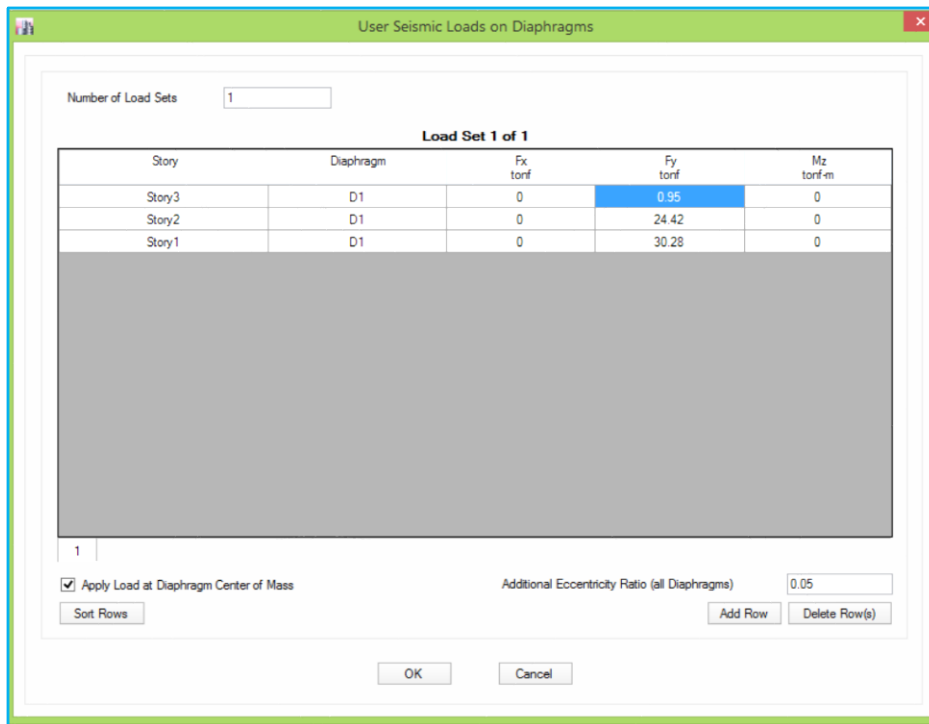 User Seismic Loads on Diaphragms
Number of Load Sets 1
Load Set 1 of 1
Story Diaphragm Fx Fy Mz
tonf tonf tonf-m
Story3 D1 0 0.95 0
Story2 D1 0 24.42 0
Story1 D1 0 30.28 0
1
Apply Load at Diaphragm Center of Mass Additional Eccentricity Ratio (all Diaphragms) 0.05
Sort Rows Add Row Delete Row(s)
OK Cancel